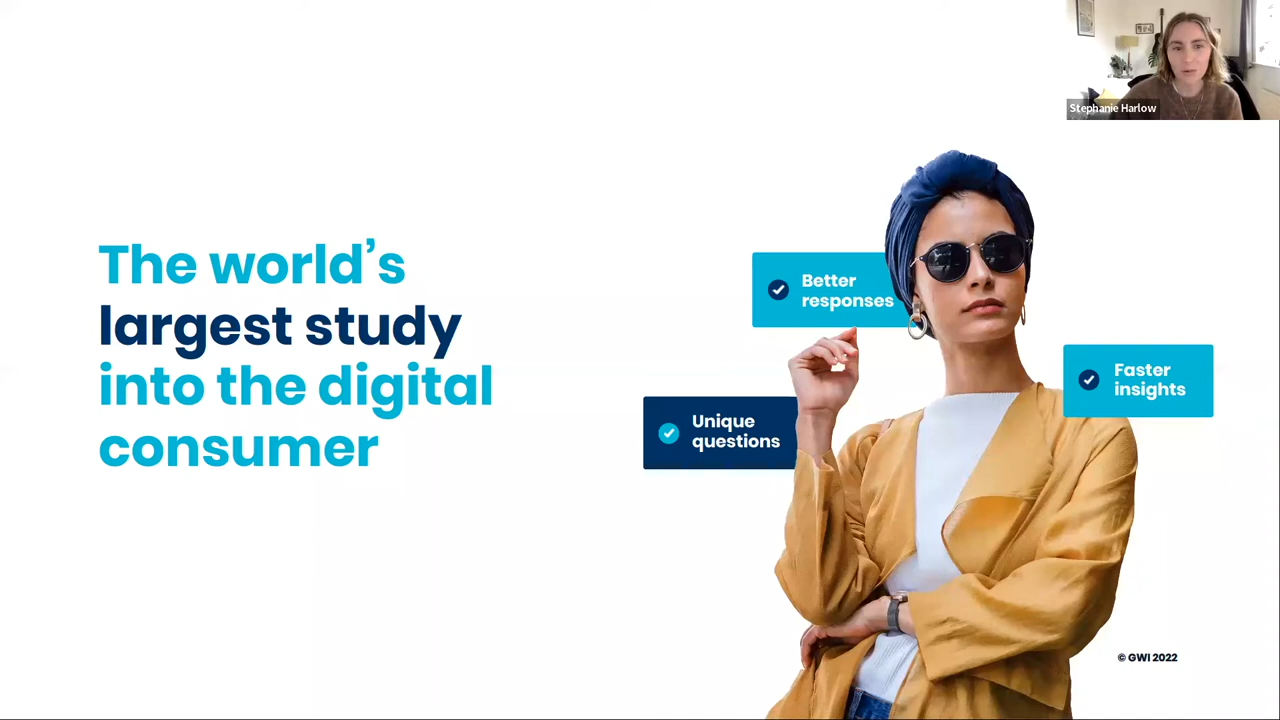 Stephanie Harlow
The world’s
largest study
into the digital
consumer
Better
responses
Faster
insights
Unique
questions
© GWI 2022